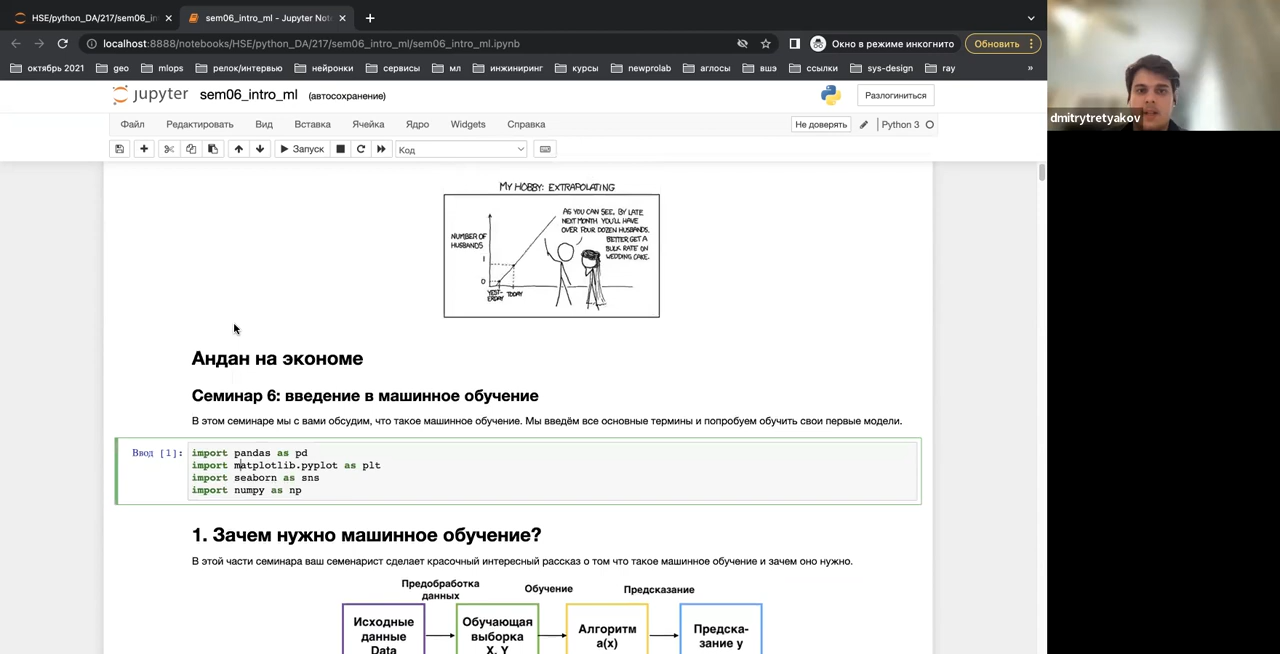 HSE/python_DA/217/sem06_in
sem06_intro_ml - Jupyter Not
localhost:8888/notebooks/HSE/python_DA/217/sem06_intro_ml/sem06_intro_ml.ipynb
Окно в режиме инкогнито
Обновить
октябрь 2021
geo
mlops
релок/интервью
нейронки
сервисы
мл
инжиниринг
курсы
newprolab
аглосы
вшэ
ссылки
sys-design
ray
»
dmitrytretyakov
jupyter
sem06_intro_ml
(автосохранение)
Разлогиниться
Файл
Редактировать
Вид
Вставка
Ячейка
Ядро
Widgets
Справка
Не доверять
Python 3
Запуск
Код
MY HOBBY: EXTRAPOLATING
NUMBER OF
HUSBANDS
1
0
YEST-
ERDAY
TODAY
AS YOU CAN SEE, BY LATE
NEXT MONTH YOU'LL HAVE
OVER FOUR DOZEN HUSBANDS.
BETTER GET A
BULK RATE ON
WEDDING CAKE.
Андан на экономе
Семинар 6: введение в машинное обучение
В этом семинаре мы с вами обсудим, что такое машинное обучение. Мы введём все основные термины и попробуем обучить свои первые модели.
Ввод [1]:
import pandas as pd
import matplotlib.pyplot as plt
import seaborn as sns
import numpy as np
1. Зачем нужно машинное обучение?
В этой части семинара ваш семенарист сделает красочный интересный рассказ о том что такое машинное обучение и зачем оно нужно.
Предобработка
данных
Обучение
Предсказание
Исходные
данные
Data
Обучающая
выборка
X, Y
Алгоритм
a(x)
Предска-
зание y